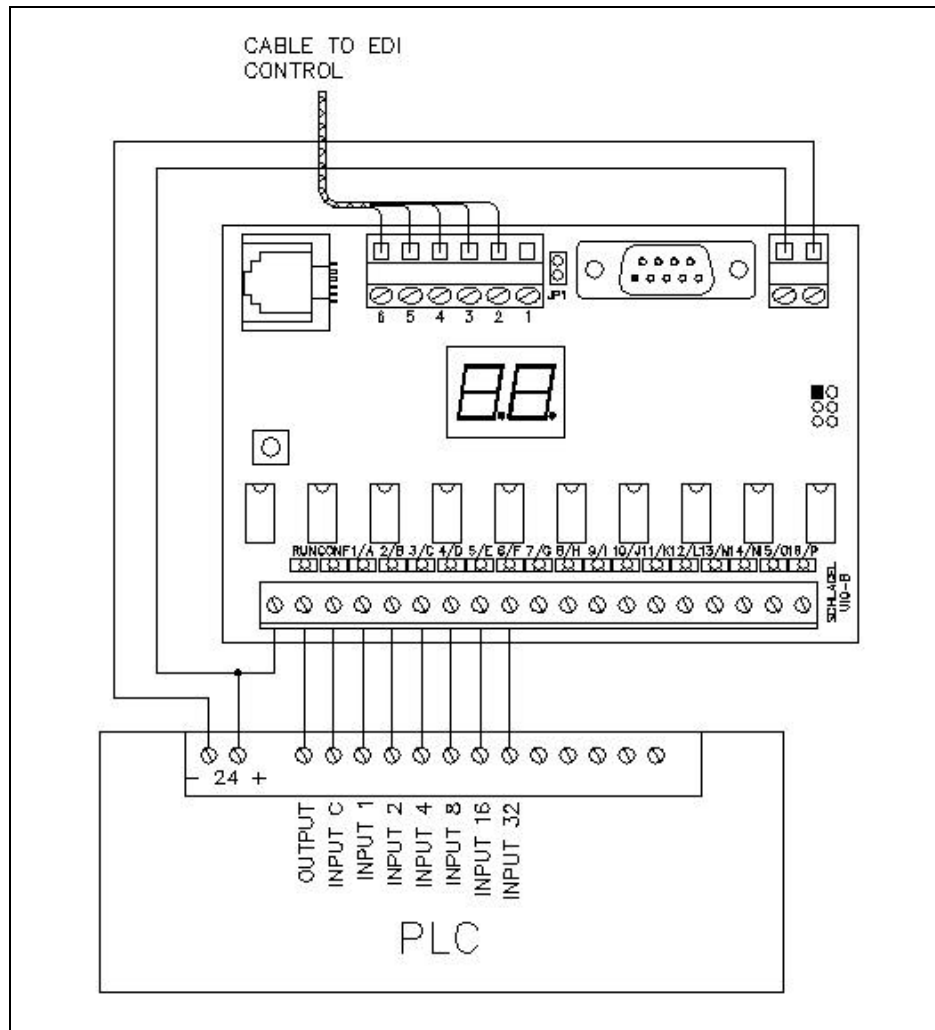 CABLE TO EDI
CONTROL
JP1
6 5 4 3 2 1
8.8.
RUN CONF 1/A 2/B 3/C 4/D 5/E 6/F 7/G 8/H 9/I 10/J 11/K 12/L 13/M 14/N 15/O 16/P
SCHLAGEL
VIO-B
- 24 +
OUTPUT
INPUT C
INPUT 1
INPUT 2
INPUT 4
INPUT 8
INPUT 16
INPUT 32
PLC